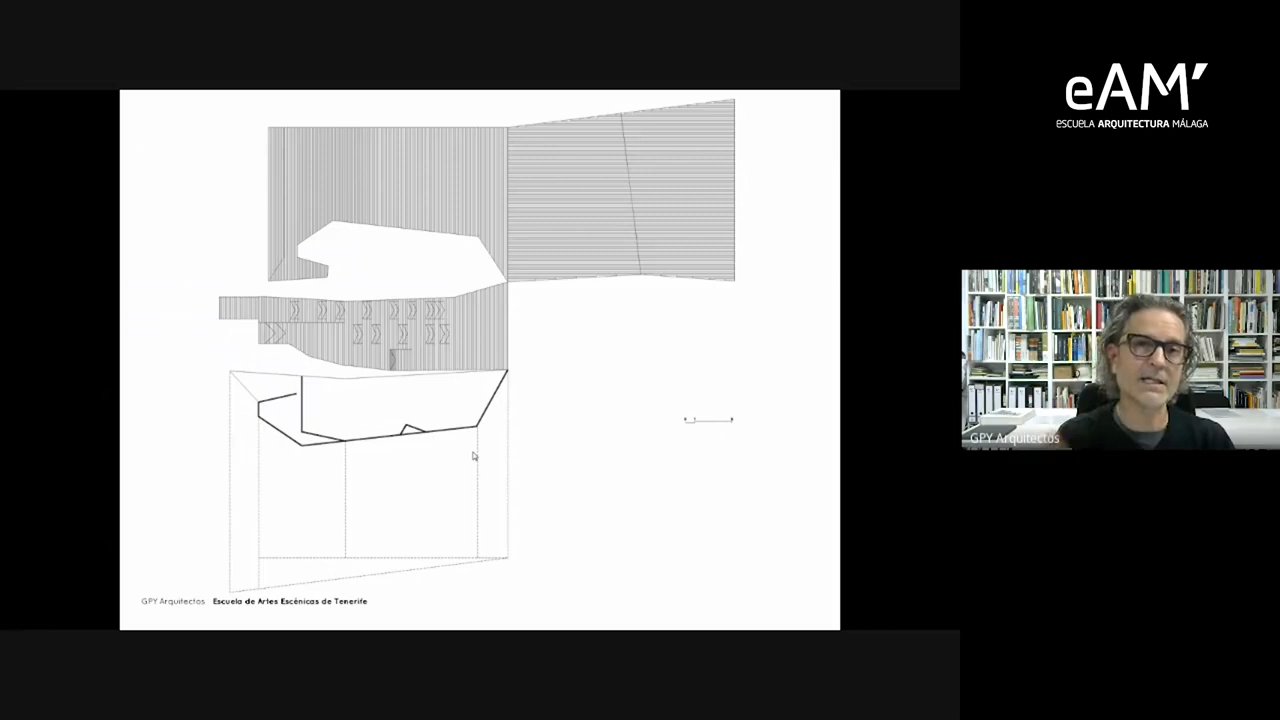 eAM'
ESCUELA ARQUITECTURA MÁLAGA
GPY Arquitectos
GPY Arquitectos Escuela de Artes Escénicas de Tenerife